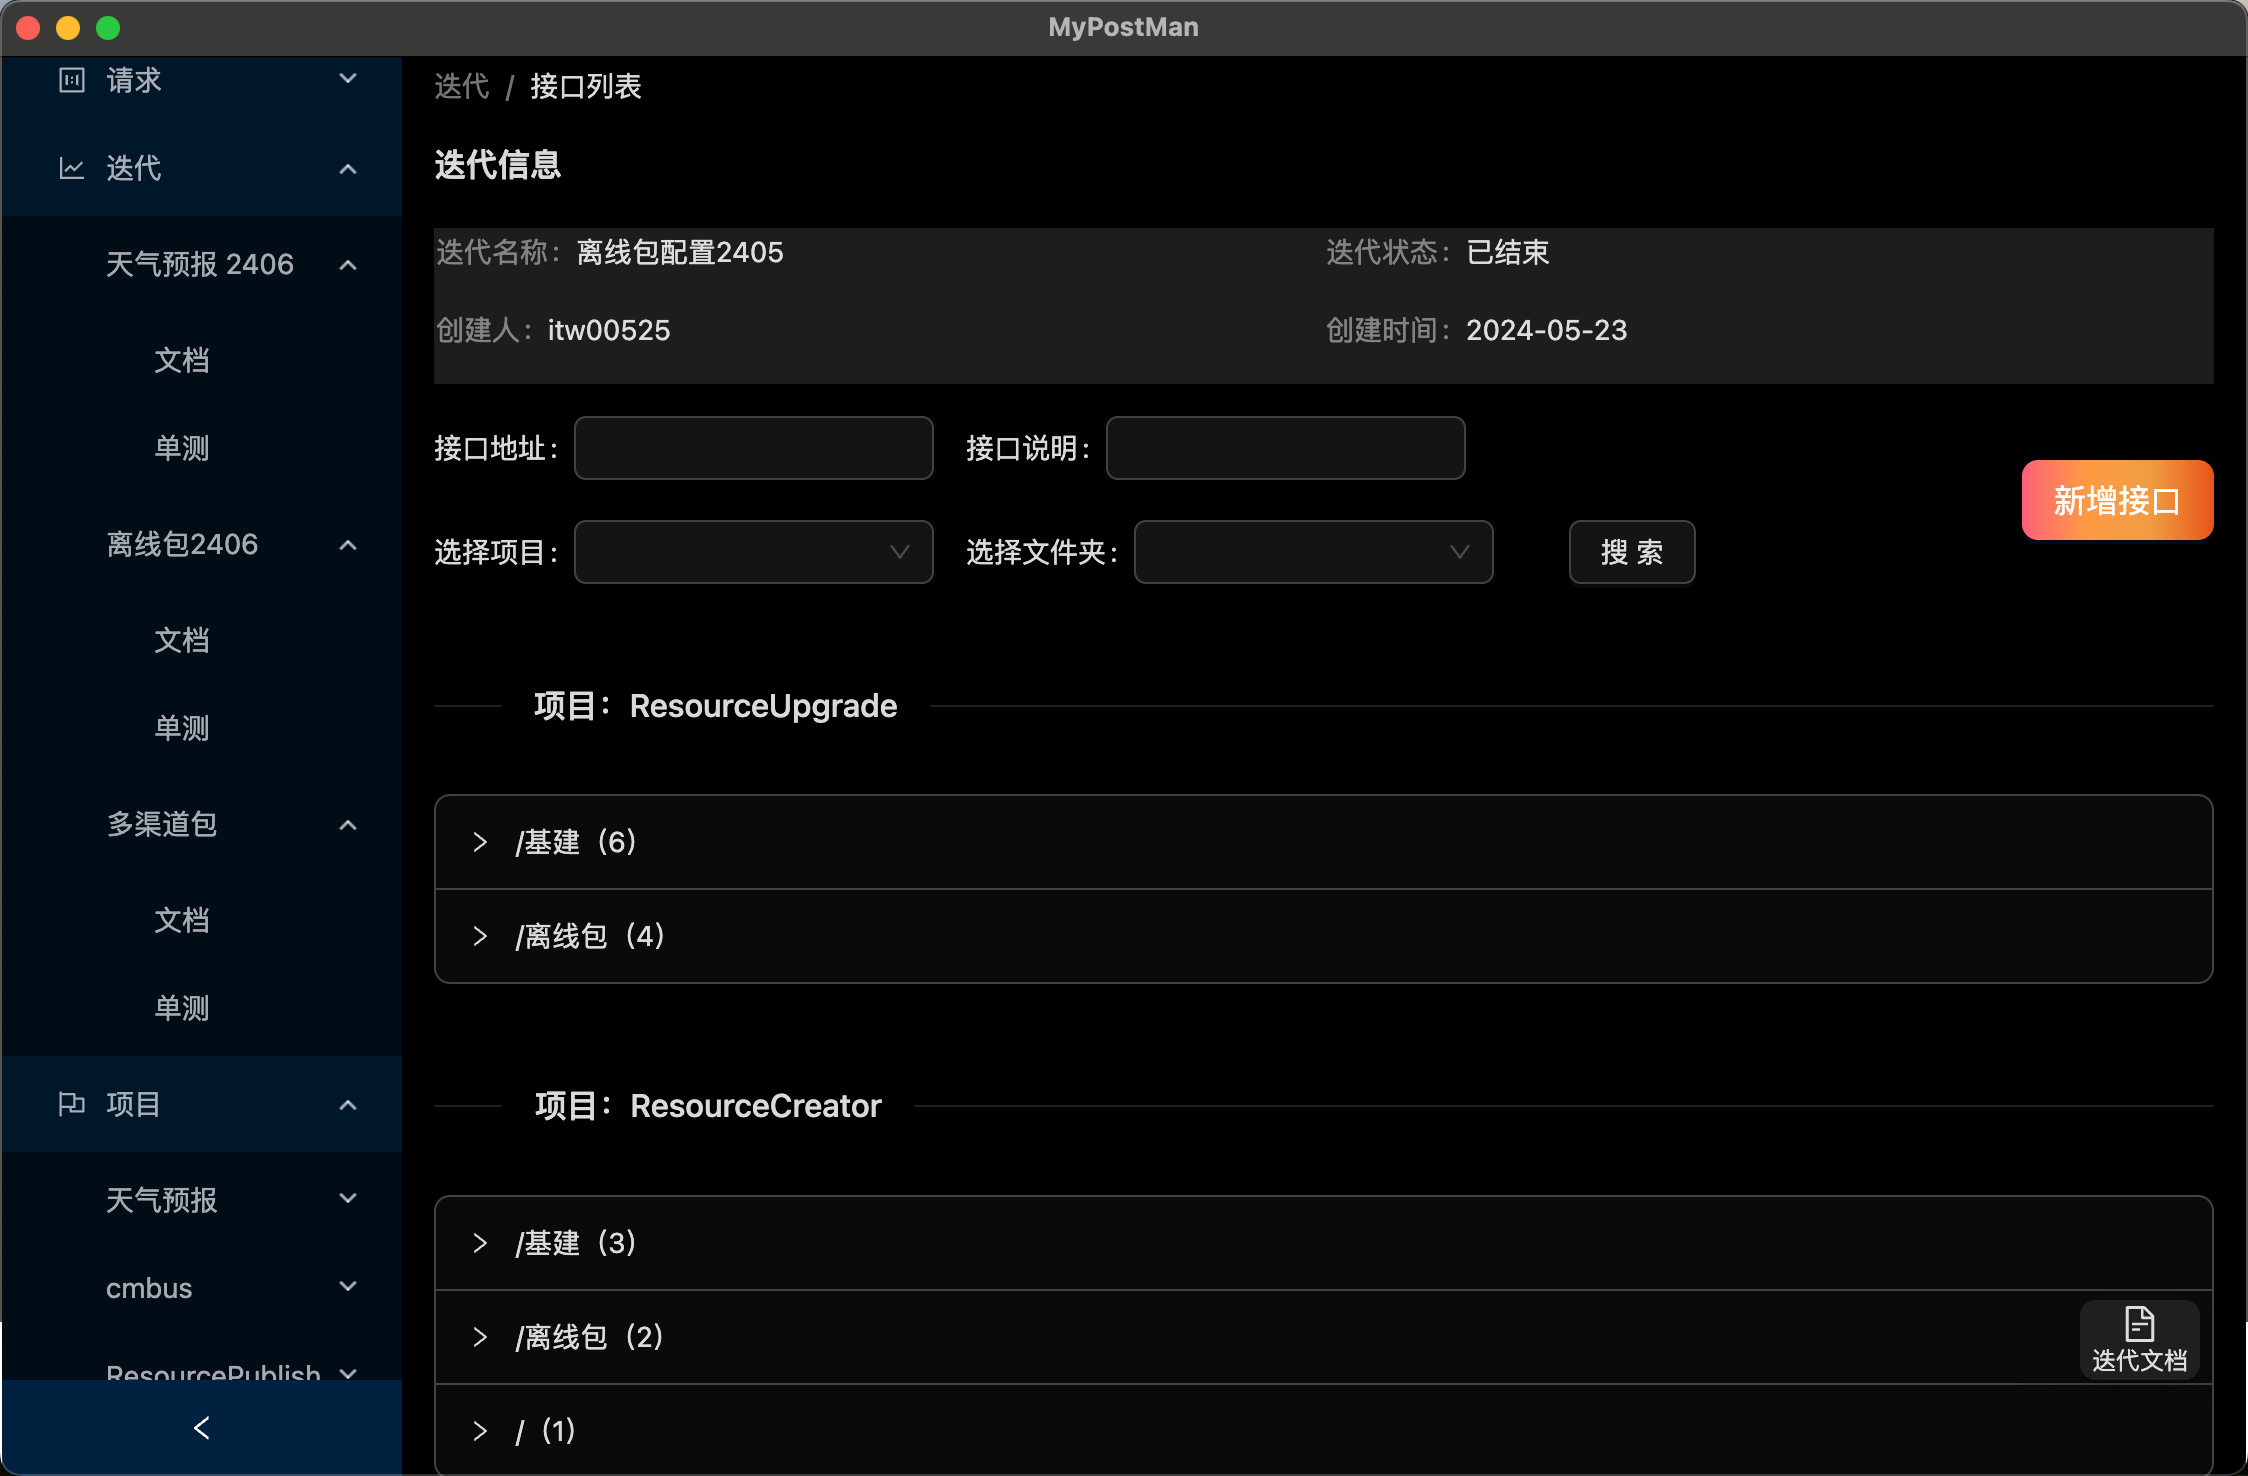 MyPostMan
请求
迭代
天气预报 2406
文档
单测
离线包2406
文档
单测
多渠道包
文档
单测
项目
天气预报
cmbus
ResourcePublish
迭代 / 接口列表
迭代信息
迭代名称： 离线包配置2405
迭代状态： 已结束
创建人： itw00525
创建时间： 2024-05-23
接口地址：
接口说明：
选择项目：
选择文件夹：
搜 索
新增接口
项目：ResourceUpgrade
/基建（6）
/离线包（4）
项目：ResourceCreator
/基建（3）
/离线包（2）
/（1）
迭代文档